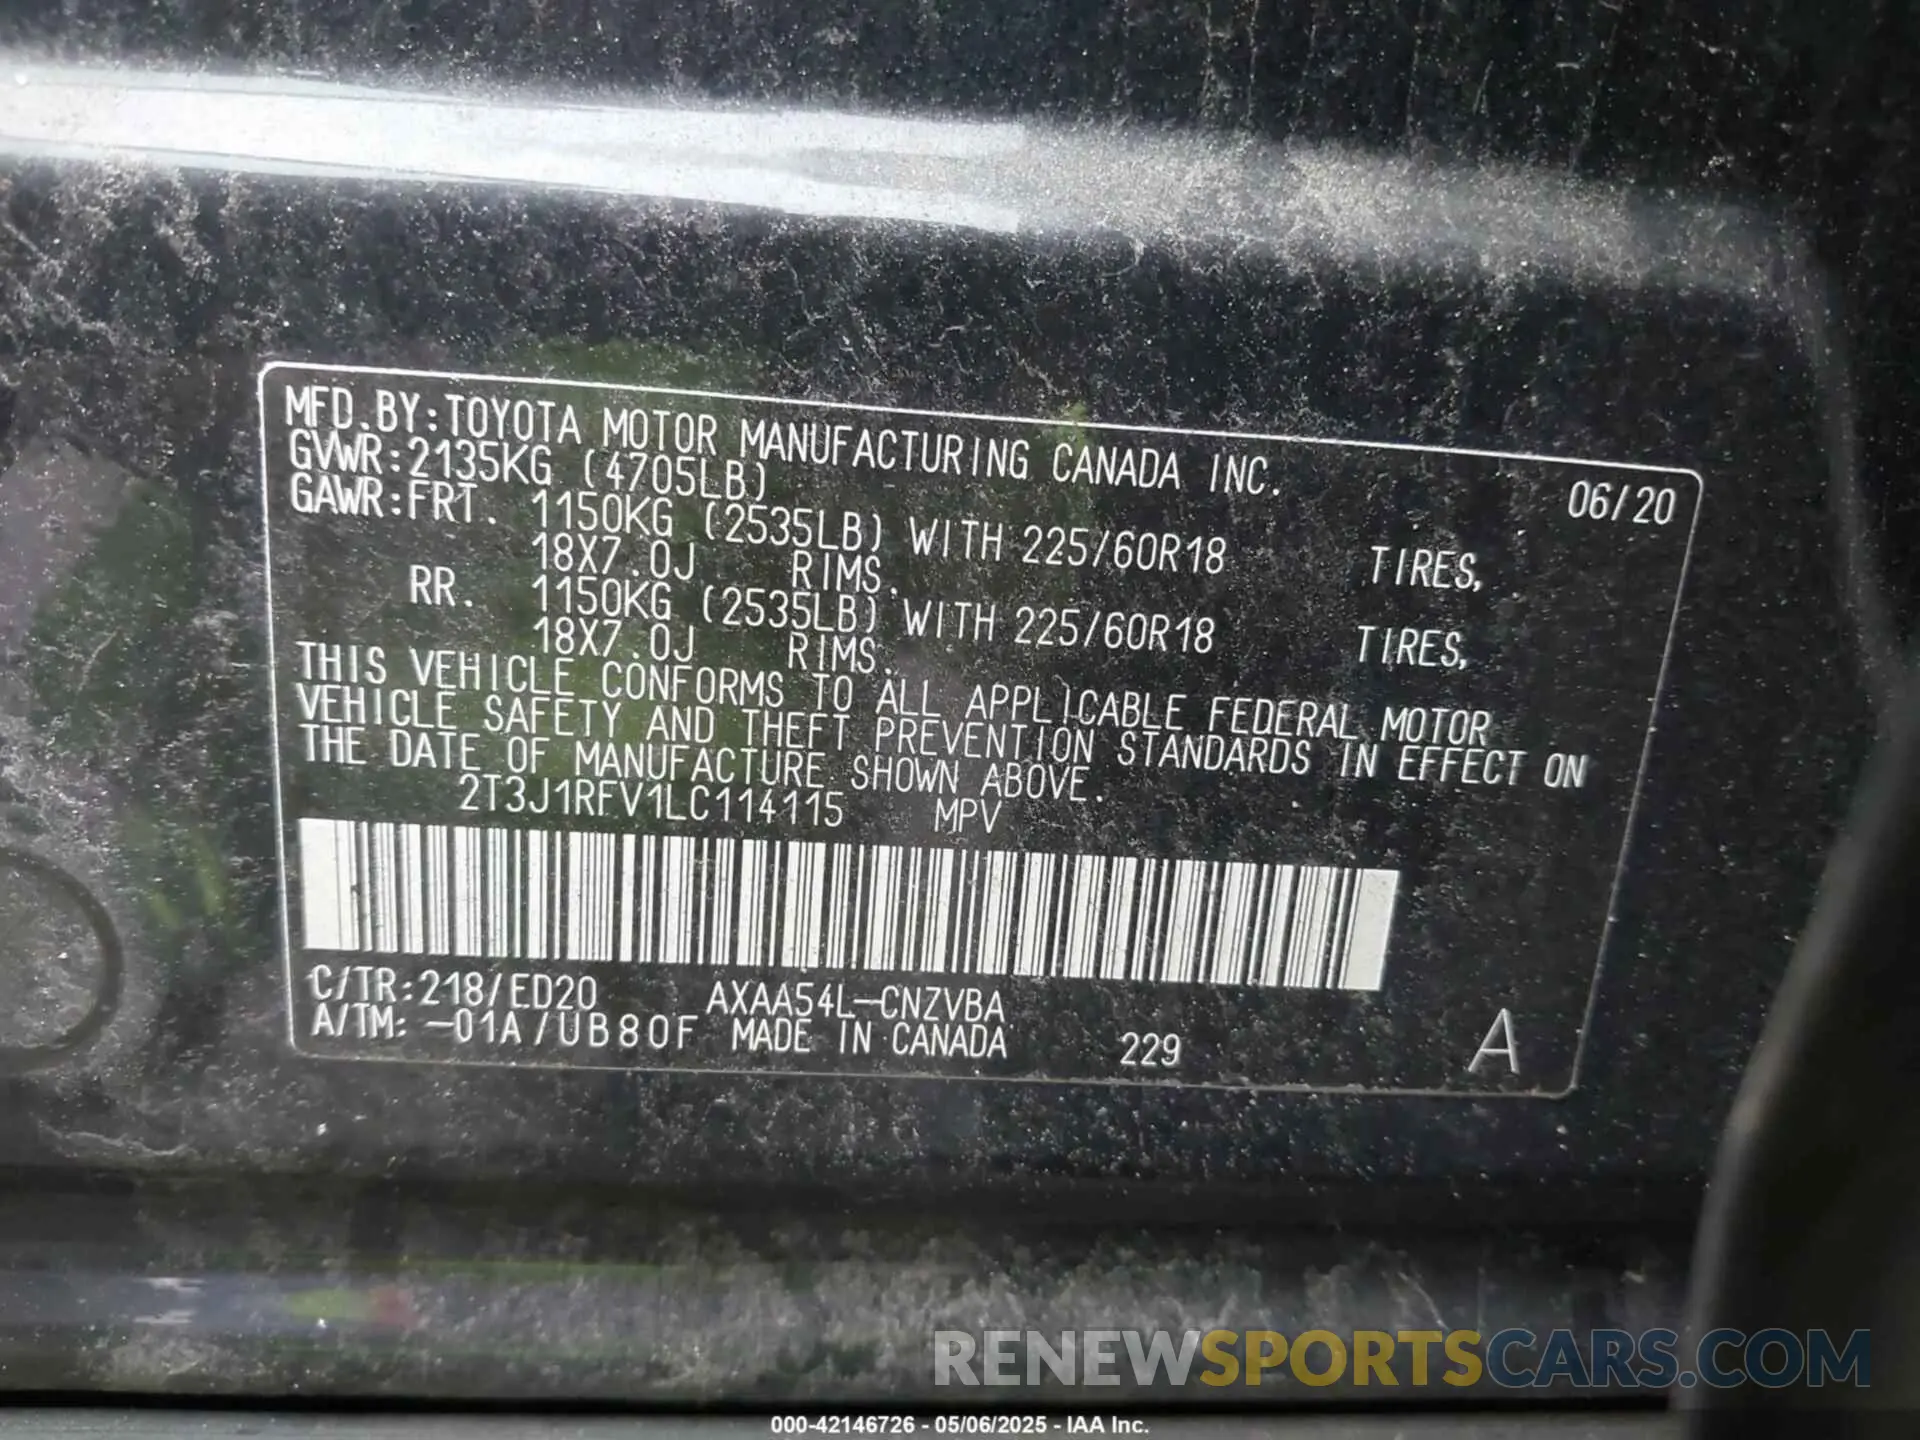 MFD.BY:TOYOTA MOTOR MANUFACTURING CANADA INC.
GVWR:2135KG (4705LB) 06/20
GAWR:FRT. 1150KG (2535LB) WITH 225/60R18 TIRES,
18X7.0J RIMS.
RR. 1150KG (2535LB) WITH 225/60R18 TIRES,
18X7.0J RIMS.
THIS VEHICLE CONFORMS TO ALL APPLICABLE FEDERAL MOTOR
VEHICLE SAFETY AND THEFT PREVENTION STANDARDS IN EFFECT ON
THE DATE OF MANUFACTURE SHOWN ABOVE.
2T3J1RFV1LC114115 MPV
C/TR:218/ED20 AXAA54L-CNZVBA
A/TM: -01A/UB80F MADE IN CANADA 229 A
RENEWSPORTSCARS.COM
000-42146726 - 05/06/2025 - IAA Inc.